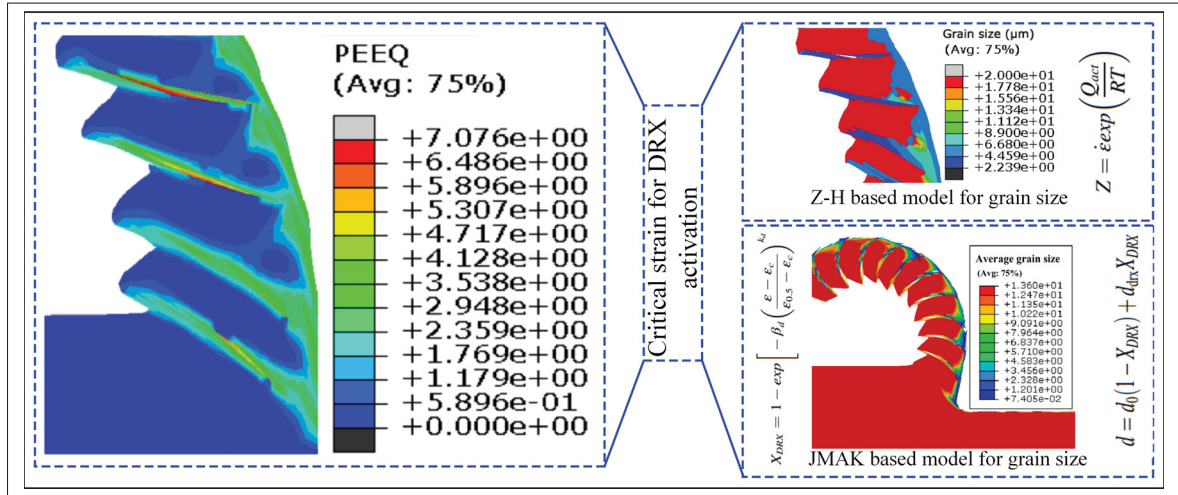 PEEQ
(Avg: 75%)
+7.076e+00
+6.486e+00
+5.896e+00
+5.307e+00
+4.717e+00
+4.128e+00
+3.538e+00
+2.948e+00
+2.359e+00
+1.769e+00
+1.179e+00
+5.896e-01
+0.000e+00
Critical strain for DRX
activation
Grain size (μm)
(Avg: 75%)
+2.000e+01
+1.778e+01
+1.556e+01
+1.334e+01
+1.112e+01
+8.900e+00
+6.680e+00
+4.459e+00
+2.239e+00
Z = ε̇exp(Q_act/RT)
Z-H based model for grain size
X_DRX = 1 − exp[−β_d((ε − ε_c)/(ε_0.5 − ε_c))^k_d
Average grain size
(Avg: 75%)
+1.360e+01
+1.247e+01
+1.135e+01
+1.022e+01
+9.091e+00
+7.964e+00
+6.837e+00
+5.710e+00
+4.583e+00
+3.456e+00
+2.328e+00
+1.201e+00
+7.405e-02
d = d_0(1 − X_DRX) + d_drx X_DRX
JMAK based model for grain size